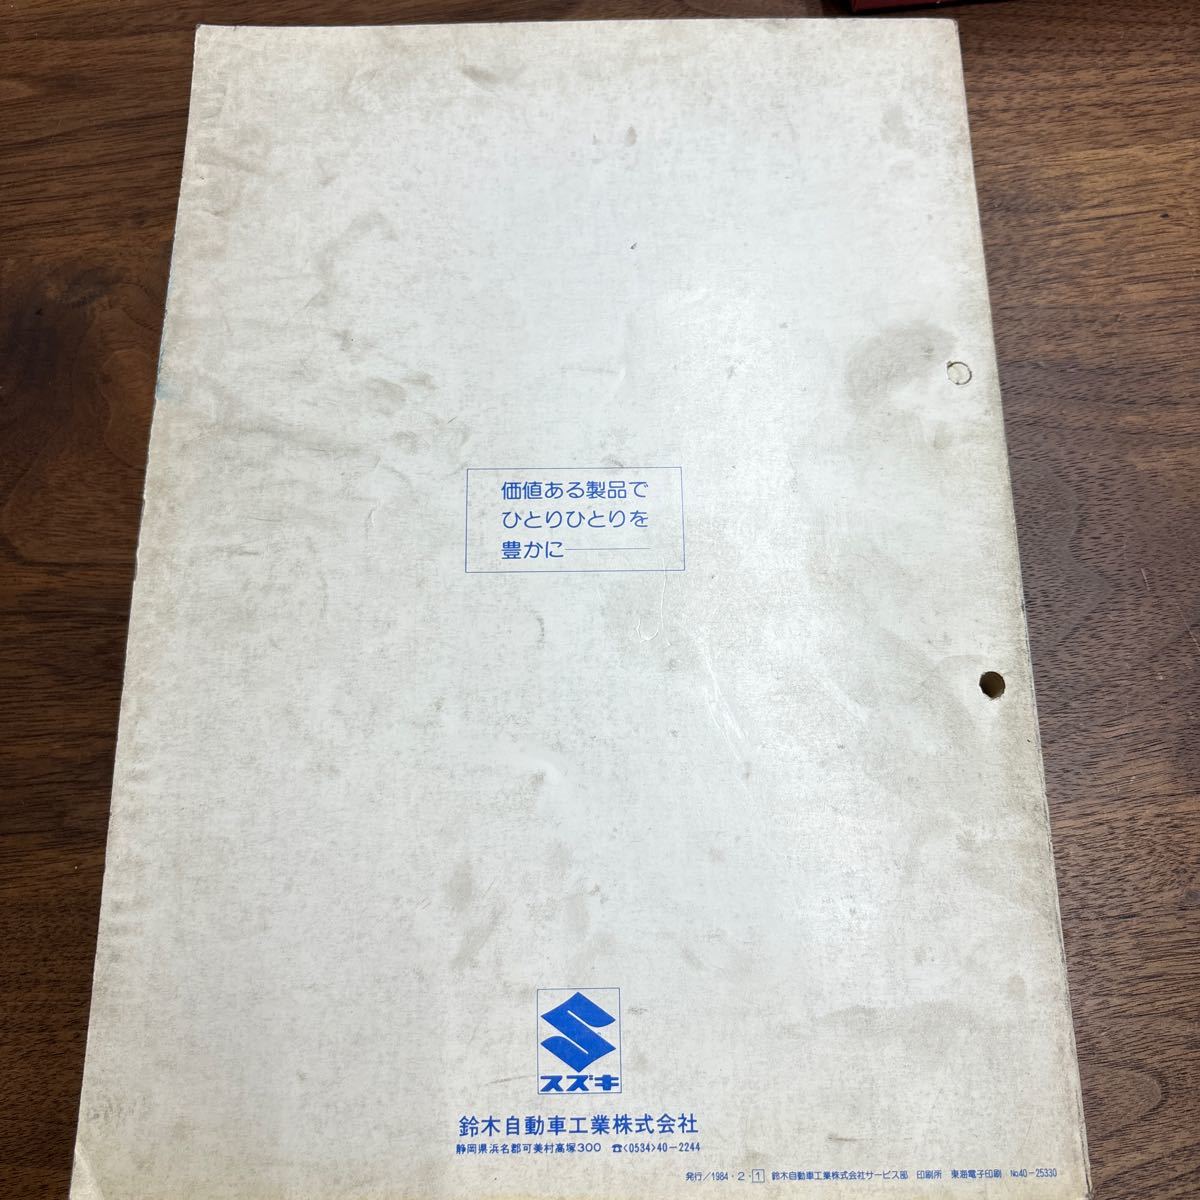 価値ある製品で
ひとりひとりを
豊かに———
スズキ
鈴木自動車工業株式会社
静岡県浜名郡可美村高塚300 ☎<0534>40-2244
発行/1984・2・1 鈴木自動車工業株式会社サービス部 印刷所 東海電子印刷 No40-25330